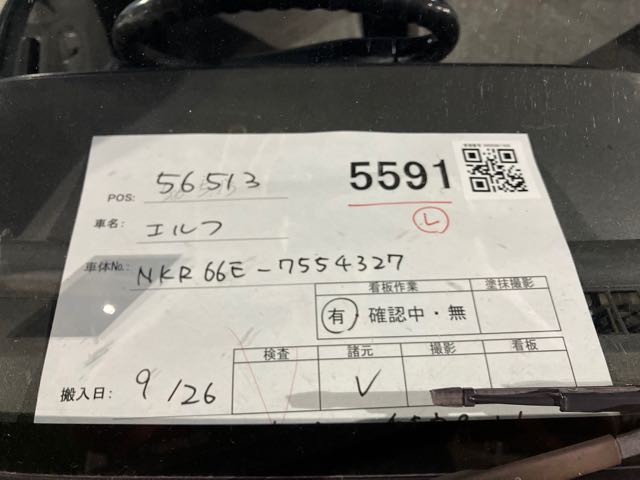 5591
POS: 56513
Ⓛ
車名: エルフ
車体No.: NKR66E-7554327
看板作業 塗抹撮影
有・確認中・無
検査 諸元 撮影 看板
搬入日: 9/26 V